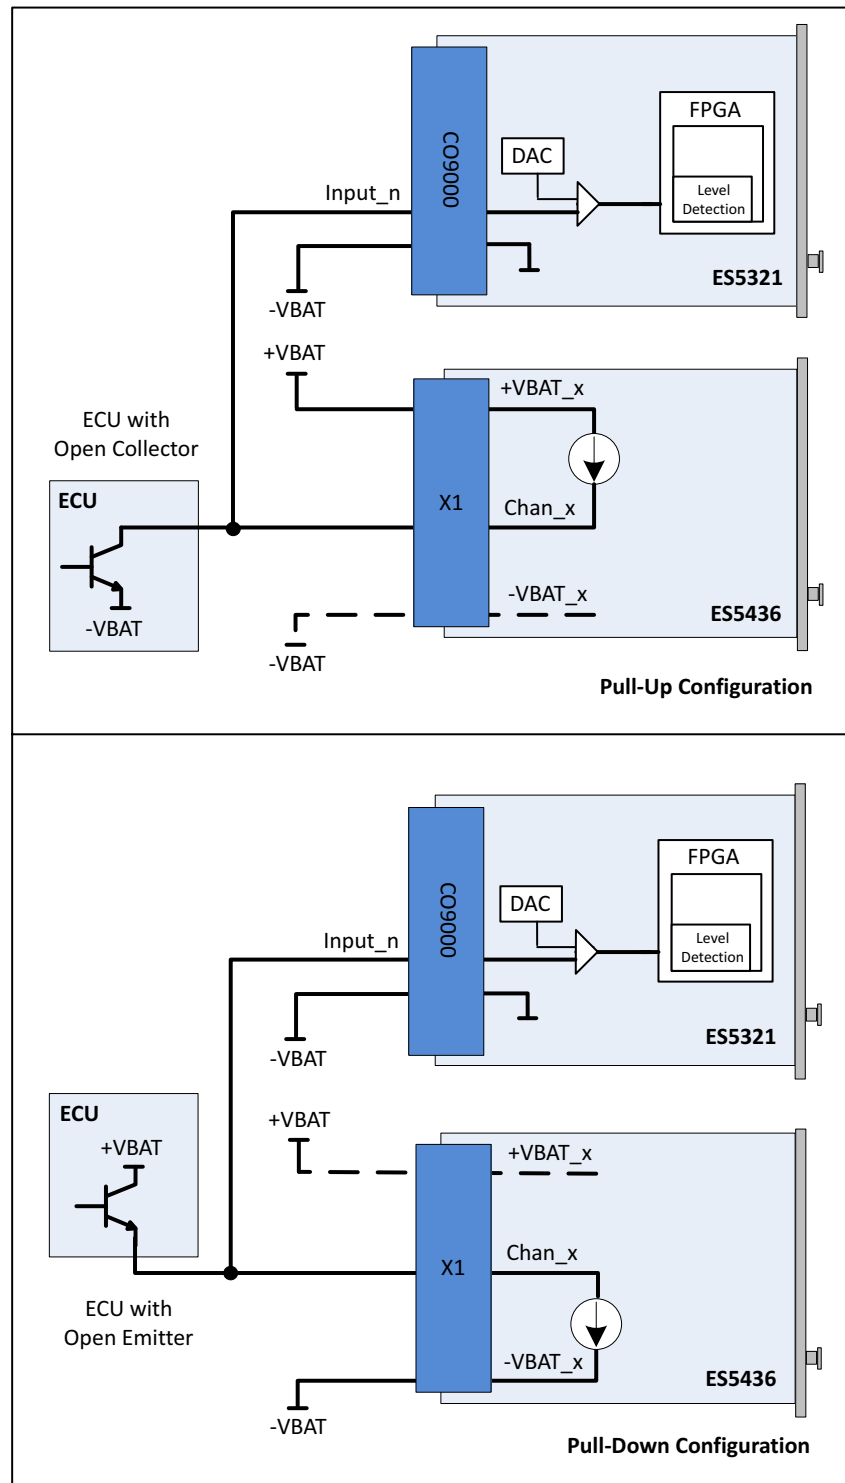 FPGA
DAC
CO9000
Level
Detection
Input_n
ES5321
-VBAT
+VBAT
+VBAT_x
ECU with
Open Collector
ECU
X1
Chan_x
-VBAT
-VBAT_x
ES5436
-VBAT
Pull-Up Configuration
FPGA
DAC
CO9000
Level
Detection
Input_n
ES5321
-VBAT
ECU
+VBAT
+VBAT
+VBAT_x
Chan_x
X1
ECU with
Open Emitter
-VBAT_x
ES5436
-VBAT
Pull-Down Configuration